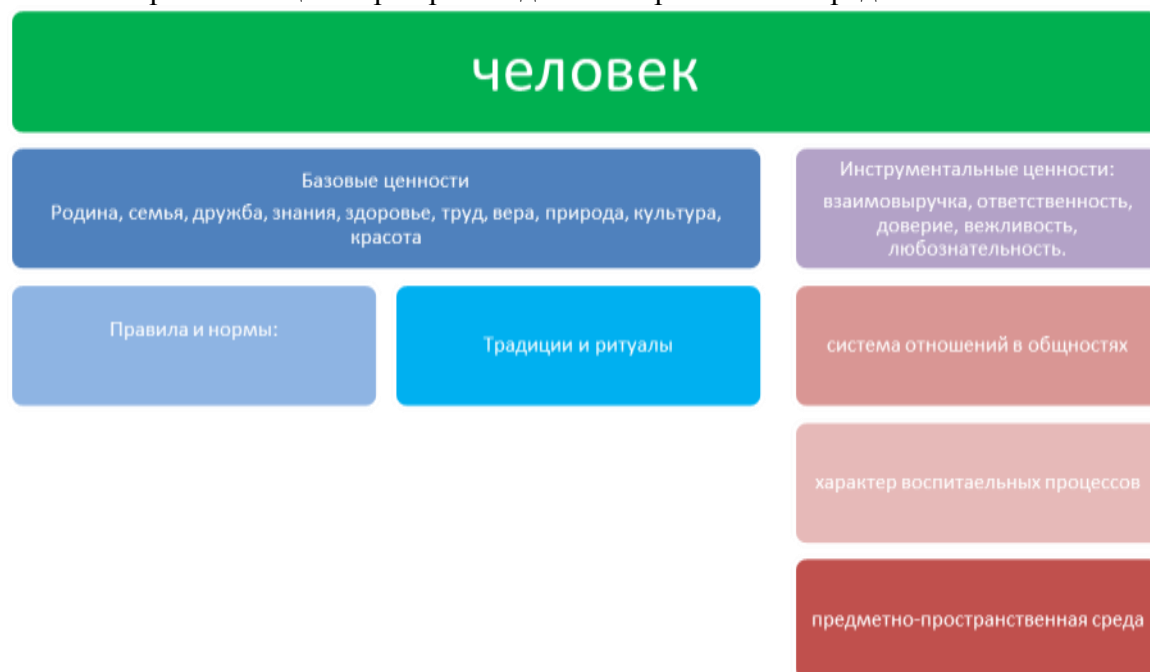 человек
Базовые ценности
Родина, семья, дружба, знания, здоровье, труд, вера, природа, культура,
красота
Инструментальные ценности:
взаимовыручка, ответственность,
доверие, вежливость,
любознательность.
Правила и нормы:
Традиции и ритуалы
система отношений в общностях
характер воспитаельных процессов
предметно-пространственная среда